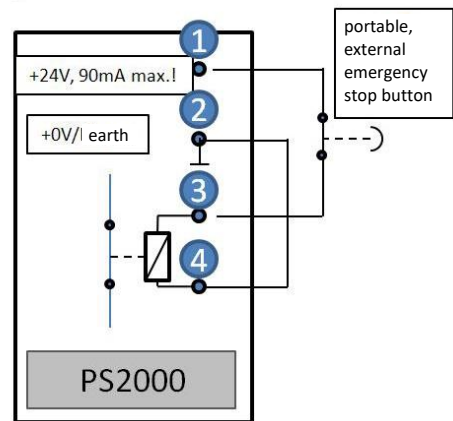 1
+24V, 90mA max.!
2
+0V/ earth
3
4
PS2000
portable,
external
emergency
stop button